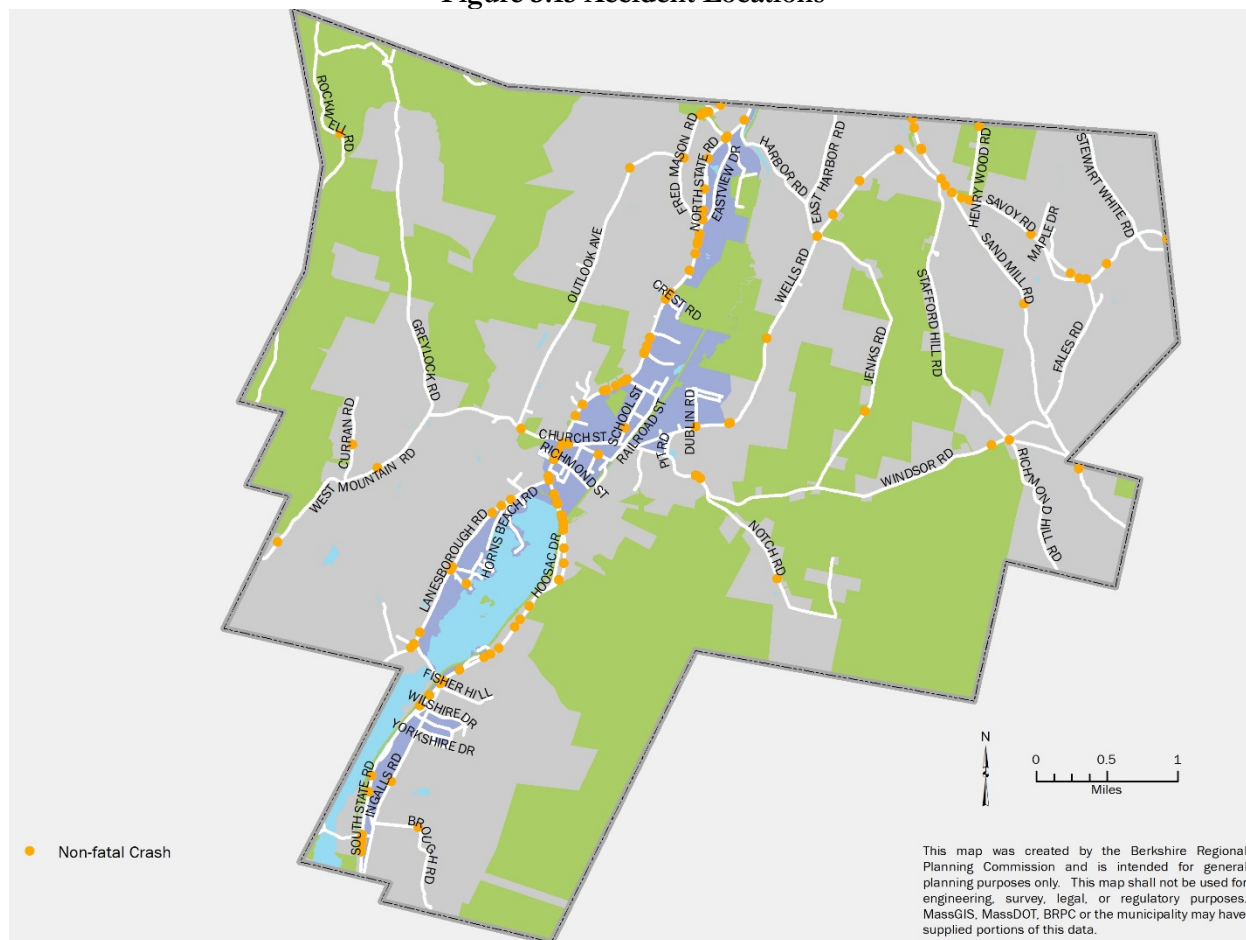 Figure 3.13 Accident Locations
ROCKWELL RD
GREYLOCK RD
OUTLOOK AVE
FRED MASON RD
NORTH STATE RD
EASTVIEW DR
HARBOR RD
EAST HARBOR RD
HENRY WOOD RD
SAVOY RD
MAPLE DR
STEWART WHITE RD
SAND MILL RD
STAFFORD HILL RD
FALES RD
WELLS RD
JENKS RD
CREST RD
CURRAN RD
WEST MOUNTAIN RD
CHURCH ST
SCHOOL ST
RAILROAD ST
RICHMOND ST
PIT RD
DUBLIN RD
WINDSOR RD
RICHMOND HILL RD
NOTCH RD
LANESBOROUGH RD
HORNS BEACH RD
HOOSAC DR
FISHER HILL
WILSHIRE DR
YORKSHIRE DR
SOUTH STATE RD
INGALLS RD
BROUGH RD
N
0 0.5 1
Miles
Non-fatal Crash
This map was created by the Berkshire Regional
Planning Commission and is intended for general
planning purposes only. This map shall not be used for
engineering, survey, legal, or regulatory purposes.
MassGIS, MassDOT, BRPC or the municipality may have
supplied portions of this data.